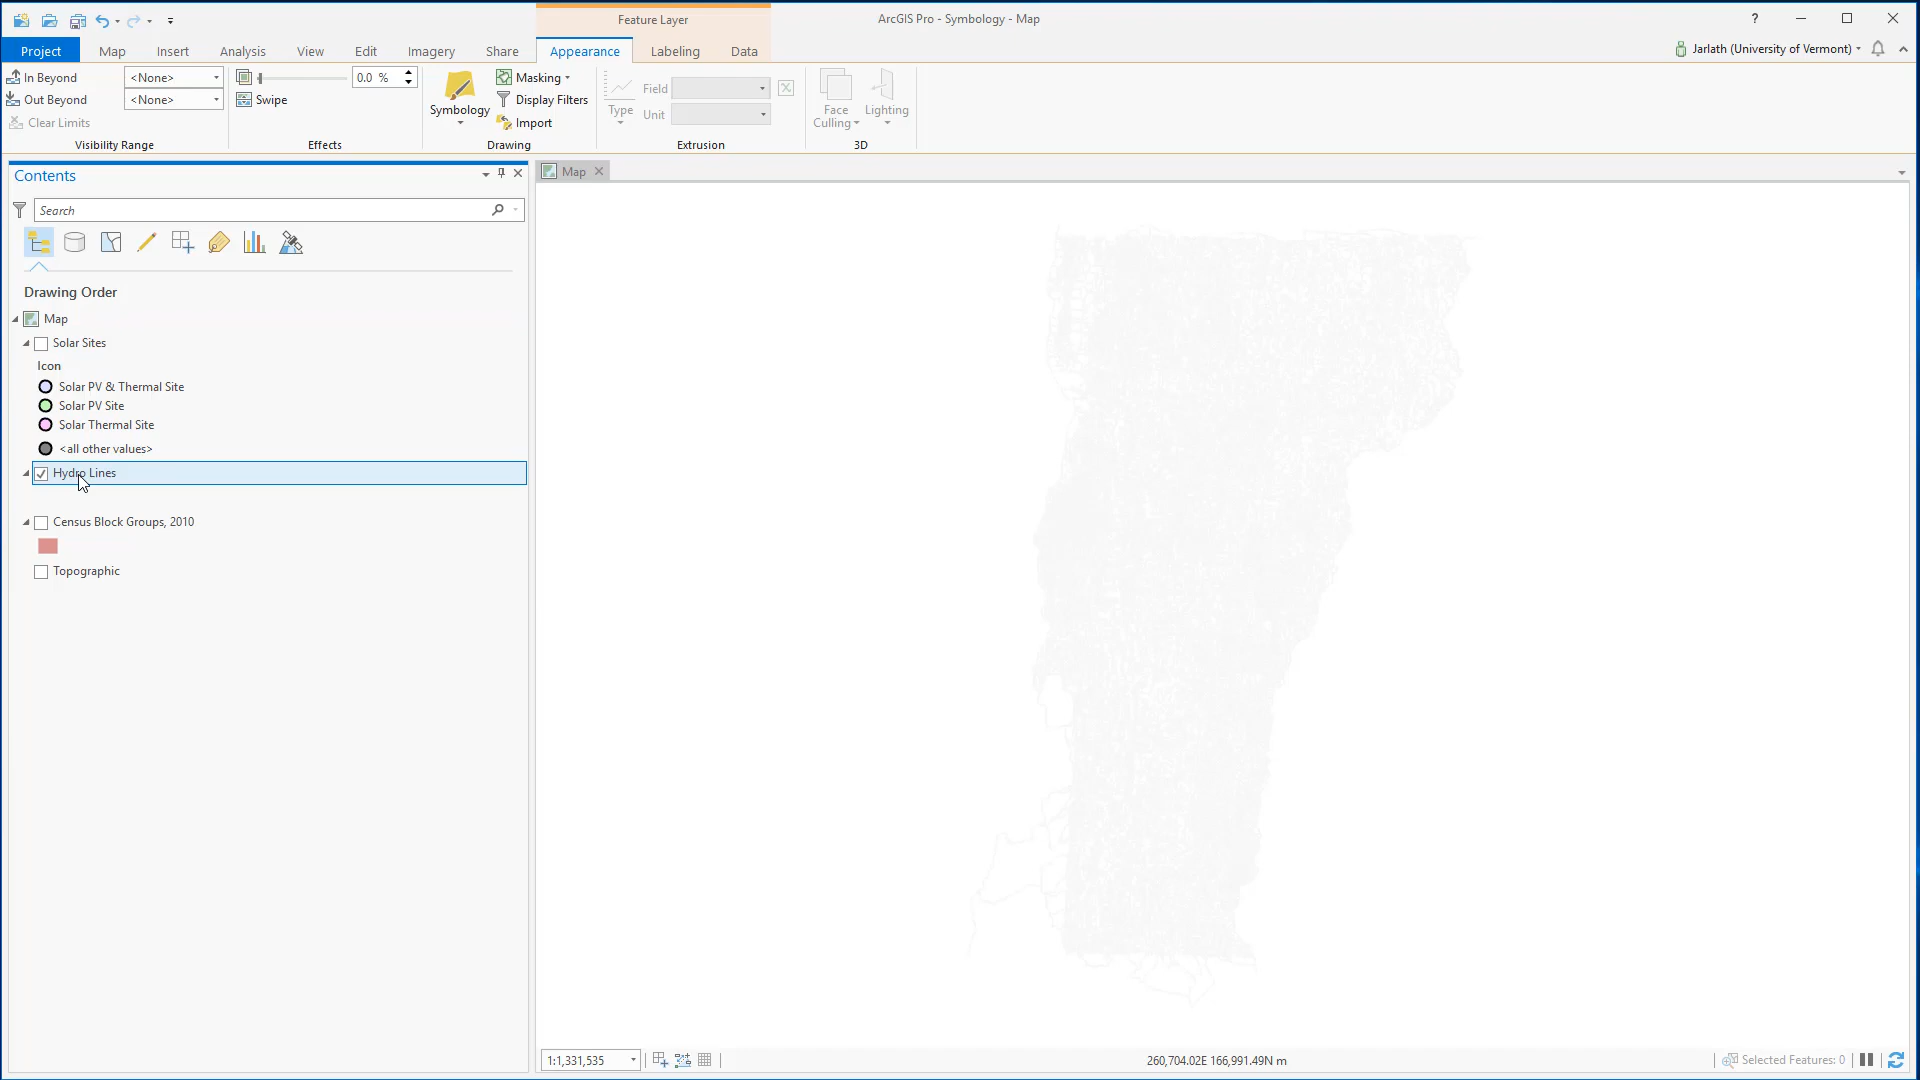 Feature Layer
ArcGIS Pro - Symbology - Map
?
Project Map Insert Analysis View Edit Imagery Share Appearance Labeling Data
Jarlath (University of Vermont)
In Beyond <None>
Out Beyond <None>
Clear Limits
Visibility Range
0.0 %
Swipe
Effects
Symbology
Masking
Display Filters
Import
Drawing
Type
Field
Unit
Extrusion
Face
Culling
Lighting
3D
Contents
Search
Drawing Order
Map
Solar Sites
Icon
Solar PV & Thermal Site
Solar PV Site
Solar Thermal Site
<all other values>
Hydro Lines
Census Block Groups, 2010
Topographic
Map
1:1,331,535
260,704.02E 166,991.49N m
Selected Features: 0